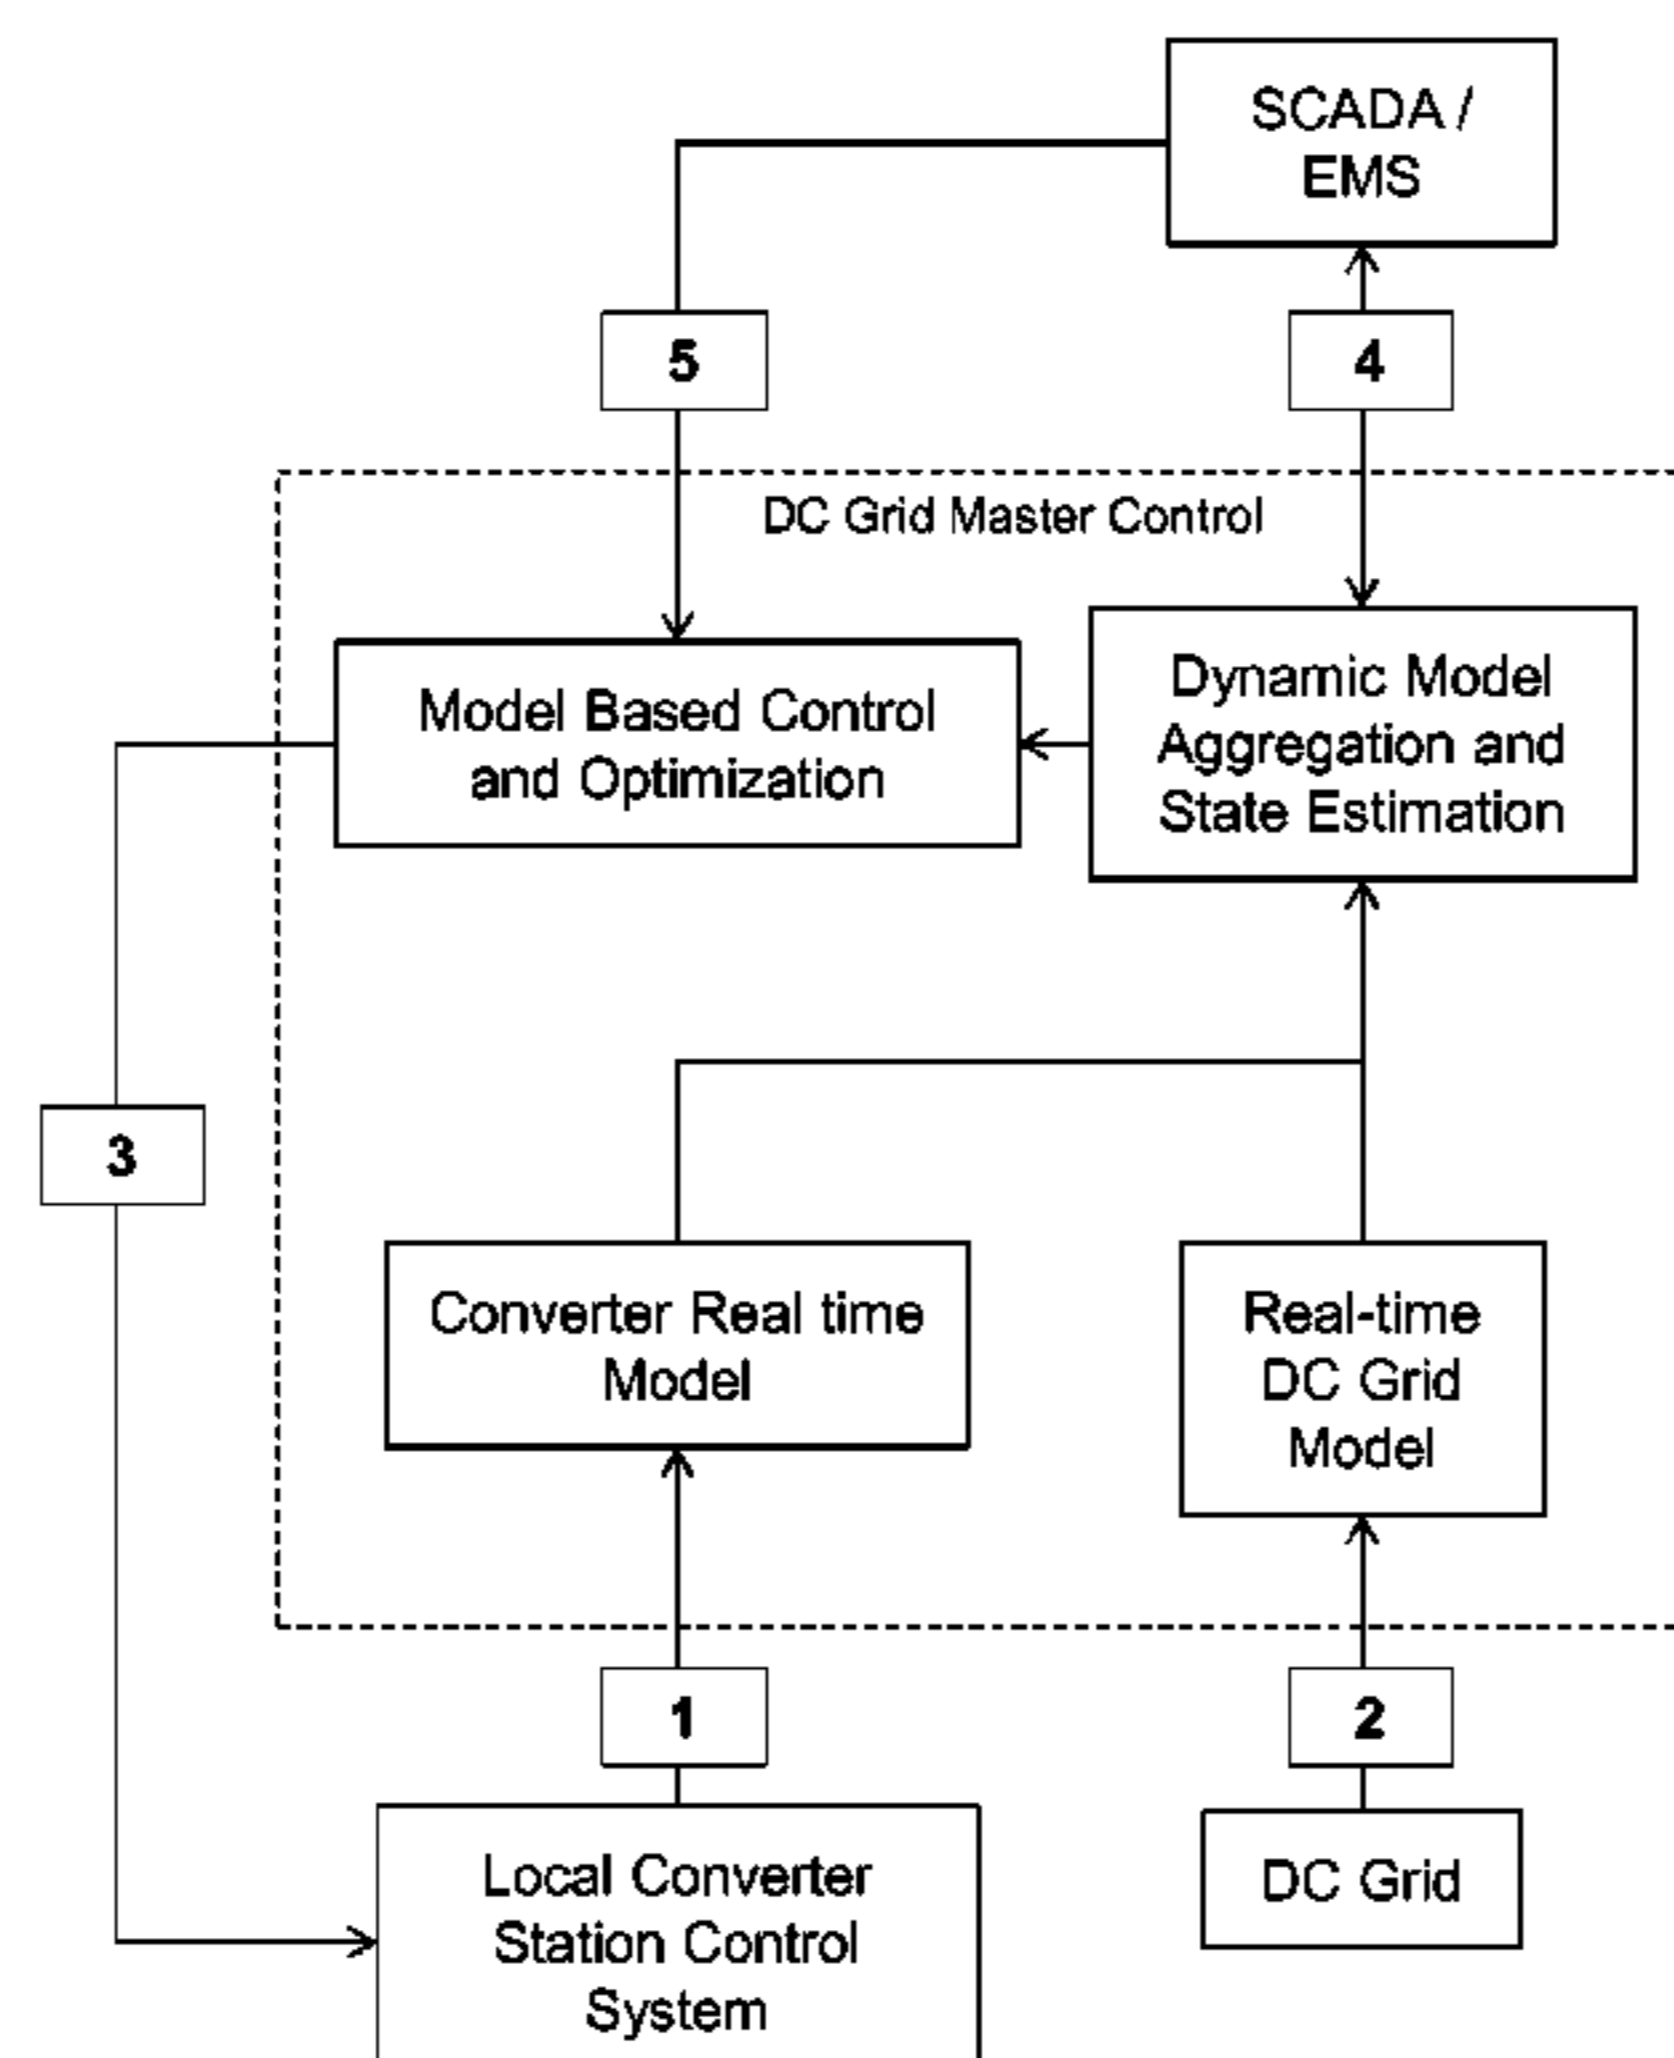 SCADA /
EMS
5
4
DC Grid Master Control
Model Based Control
and Optimization
Dynamic Model
Aggregation and
State Estimation
3
Converter Real time
Model
Real-time
DC Grid
Model
1
2
Local Converter
Station Control
System
DC Grid